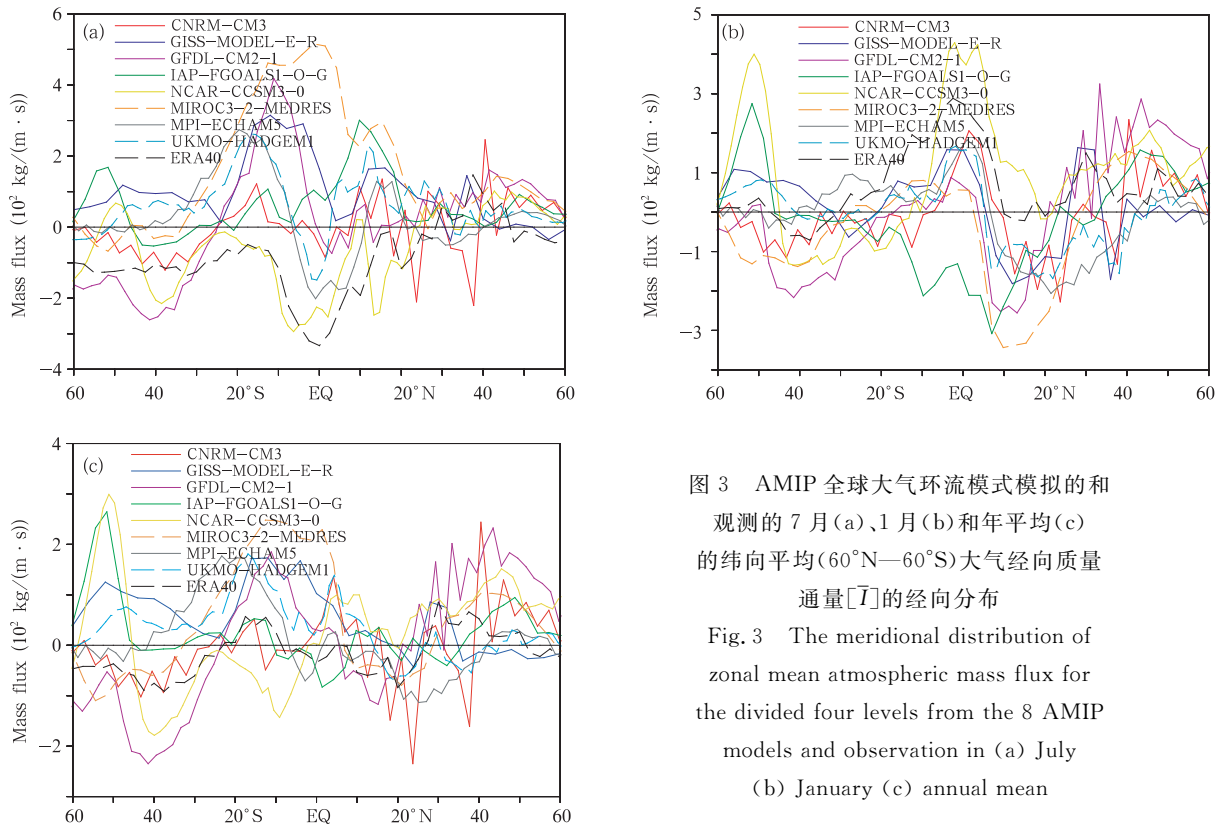 (a)
CNRM−CM3
GISS−MODEL−E−R
GFDL−CM2−1
IAP−FGOALS1−O−G
NCAR−CCSM3−0
MIROC3−2−MEDRES
MPI−ECHAM5
UKMO−HADGEM1
ERA40
Mass flux (10² kg/(m · s))
6
4
2
0
−2
−4
60 40 20°S EQ 20°N 40 60
(b)
CNRM−CM3
GISS−MODEL−E−R
GFDL−CM2−1
IAP−FGOALS1−O−G
NCAR−CCSM3−0
MIROC3−2−MEDRES
MPI−ECHAM5
UKMO−HADGEM1
ERA40
Mass flux (10² kg/(m · s))
5
3
1
−1
−3
60 40 20°S EQ 20°N 40 60
(c)
CNRM−CM3
GISS−MODEL−E−R
GFDL−CM2−1
IAP−FGOALS1−O−G
NCAR−CCSM3−0
MIROC3−2−MEDRES
MPI−ECHAM5
UKMO−HADGEM1
ERA40
Mass flux (10² kg/(m · s))
4
2
0
−2
60 40 20°S EQ 20°N 40 60
图 3 AMIP 全球大气环流模式模拟的和
观测的 7 月(a)、1 月(b)和年平均(c)
的纬向平均(60°N—60°S)大气经向质量
通量[I̅]的经向分布
Fig. 3 The meridional distribution of
zonal mean atmospheric mass flux for
the divided four levels from the 8 AMIP
models and observation in (a) July
(b) January (c) annual mean